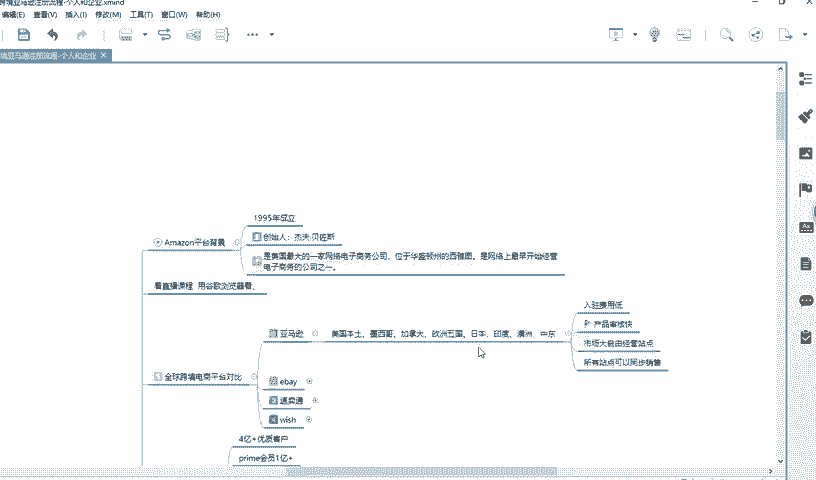 跨境亚马逊注册流程-个人和企业.xmind
编辑(E) 查看(V) 插入(I) 修改(M) 工具(T) 窗口(W) 帮助(H)
境亚马逊注册流程-个人和企业
1995年成立
Amazon平台背景
创始人：杰夫·贝佐斯
是美国最大的一家网络电子商务公司，位于华盛顿州的西雅图。是网络上最早开始经营
电子商务的公司之一。
看直播课程 用谷歌浏览器看、
入驻费用低
亚马逊
美国本土、墨西哥、加拿大、欧洲五国、日本、印度、澳洲、中东
产品审核快
市场大自由经营站点
所有站点可以同步销售
全球跨境电商平台对比
ebay
速卖通
wish
4亿+优质客户
prime会员1亿+